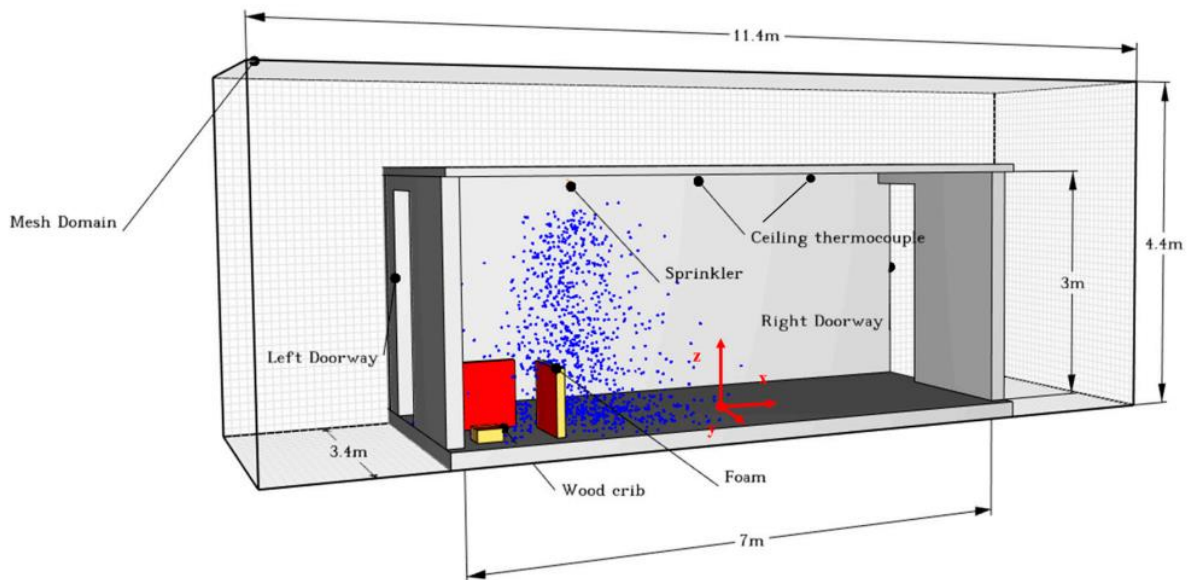 11.4m
Mesh Domain
Ceiling thermocouple
4.4m
Sprinkler
3m
Right Doorway
Left Doorway
z
x
y
3.4m
Foam
Wood crib
7m